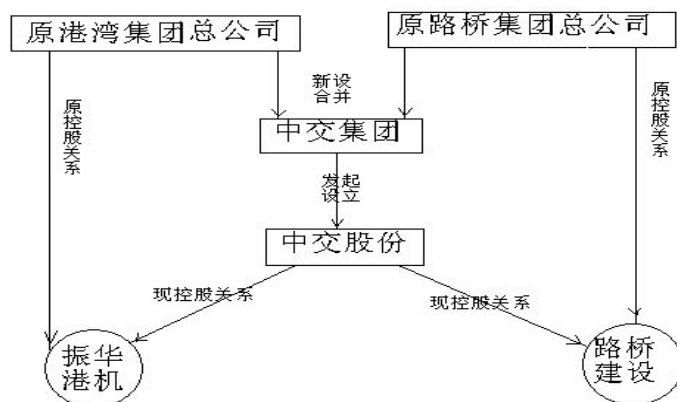 原港湾集团总公司
原路桥集团总公司
新设
合并
原控股关系
原控股关系
中交集团
发起
设立
中交股份
现控股关系
现控股关系
振华
港机
路桥
建设